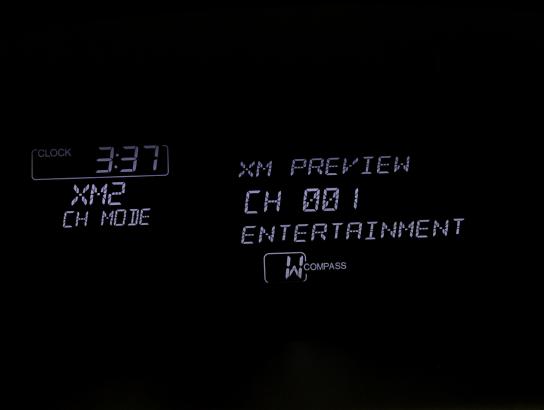 CLOCK 3:37
XM2
CH MODE
XM PREVIEW
CH 001
ENTERTAINMENT
W COMPASS